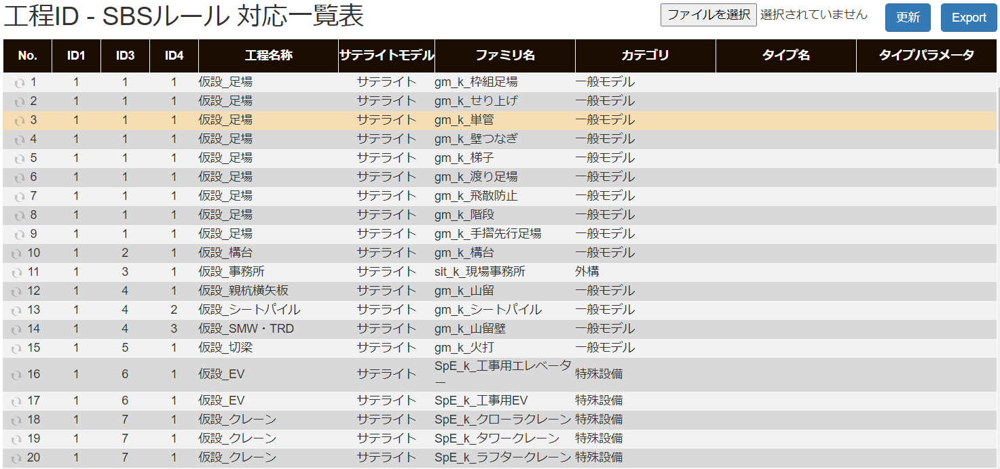 工程ID - SBSルール 対応一覧表
ファイルを選択 選択されていません 更新 Export
No. ID1 ID3 ID4 工程名称 サテライトモデル ファミリ名 カテゴリ タイプ名 タイプパラメータ
1 1 1 1 仮設_足場 サテライト gm_k_枠組足場 一般モデル
2 1 1 1 仮設_足場 サテライト gm_k_せり上げ 一般モデル
3 1 1 1 仮設_足場 サテライト gm_k_単管 一般モデル
4 1 1 1 仮設_足場 サテライト gm_k_壁つなぎ 一般モデル
5 1 1 1 仮設_足場 サテライト gm_k_梯子 一般モデル
6 1 1 1 仮設_足場 サテライト gm_k_渡り足場 一般モデル
7 1 1 1 仮設_足場 サテライト gm_k_飛散防止 一般モデル
8 1 1 1 仮設_足場 サテライト gm_k_階段 一般モデル
9 1 1 1 仮設_足場 サテライト gm_k_手摺先行足場 一般モデル
10 1 2 1 仮設_構台 サテライト gm_k_構台 一般モデル
11 1 3 1 仮設_事務所 サテライト sit_k_現場事務所 外構
12 1 4 1 仮設_親杭横矢板 サテライト gm_k_山留 一般モデル
13 1 4 2 仮設_シートパイル サテライト gm_k_シートパイル 一般モデル
14 1 4 3 仮設_SMW・TRD サテライト gm_k_山留壁 一般モデル
15 1 5 1 仮設_切梁 サテライト gm_k_火打 一般モデル
16 1 6 1 仮設_EV サテライト SpE_k_工事用エレベータ
ー 特殊設備
17 1 6 1 仮設_EV サテライト SpE_k_工事用EV 特殊設備
18 1 7 1 仮設_クレーン サテライト SpE_k_クローラクレーン 特殊設備
19 1 7 1 仮設_クレーン サテライト SpE_k_タワークレーン 特殊設備
20 1 7 1 仮設_クレーン サテライト SpE_k_ラフタークレーン 特殊設備